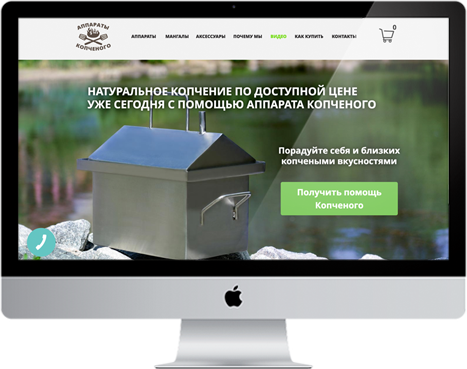 АППАРАТЫ
КОПЧЕНОГО
АППАРАТЫ МАНГАЛЫ АКСЕССУАРЫ ПОЧЕМУ МЫ ВИДЕО КАК КУПИТЬ КОНТАКТЫ
0
НАТУРАЛЬНОЕ КОПЧЕНИЕ ПО ДОСТУПНОЙ ЦЕНЕ
УЖЕ СЕГОДНЯ С ПОМОЩЬЮ АППАРАТА КОПЧЕНОГО
Порадуйте себя и близких
копчеными вкусностями
Получить помощь
Копченого